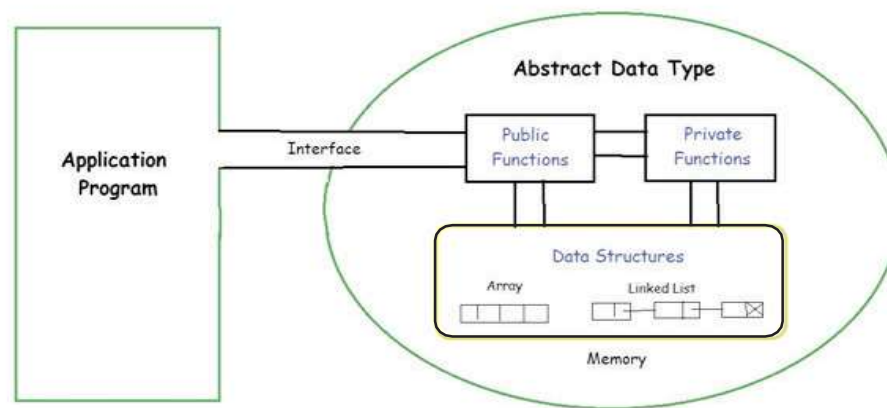 Abstract Data Type
Application
Program
Interface
Public
Functions
Private
Functions
Data Structures
Array
Linked List
Memory